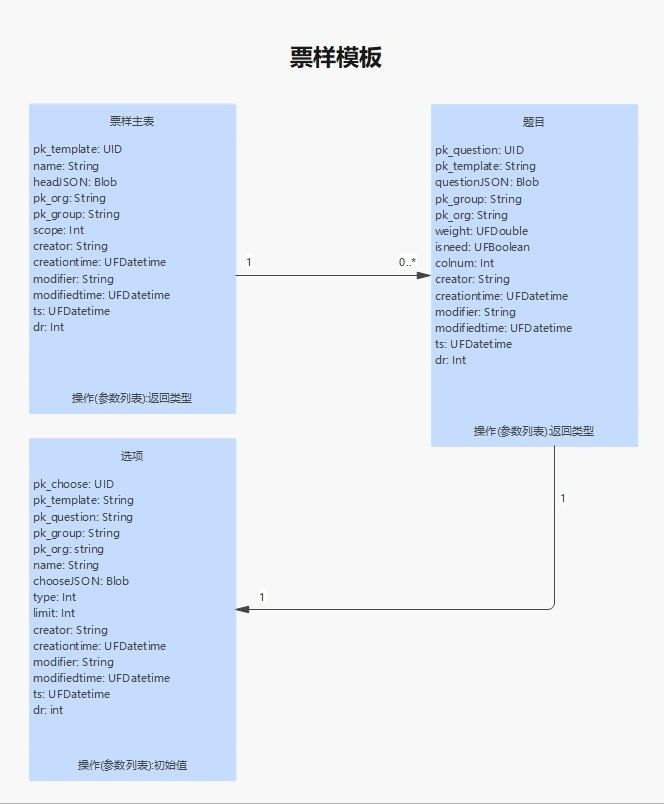 票样模板
票样主表
pk_template: UID
name: String
headJSON: Blob
pk_org: String
pk_group: String
scope: Int
creator: String
creationtime: UFDatetime
modifier: String
modifiedtime: UFDatetime
ts: UFDatetime
dr: Int
操作(参数列表):返回类型
1
0..*
题目
pk_question: UID
pk_template: String
questionJSON: Blob
pk_group: String
pk_org: String
weight: UFDouble
isneed: UFBoolean
colnum: Int
creator: String
creationtime: UFDatetime
modifier: String
modifiedtime: UFDatetime
ts: UFDatetime
dr: Int
操作(参数列表):返回类型
1
1
选项
pk_choose: UID
pk_template: String
pk_question: String
pk_group: String
pk_org: string
name: String
chooseJSON: Blob
type: Int
limit: Int
creator: String
creationtime: UFDatetime
modifier: String
modifiedtime: UFDatetime
ts: UFDatetime
dr: int
操作(参数列表):初始值